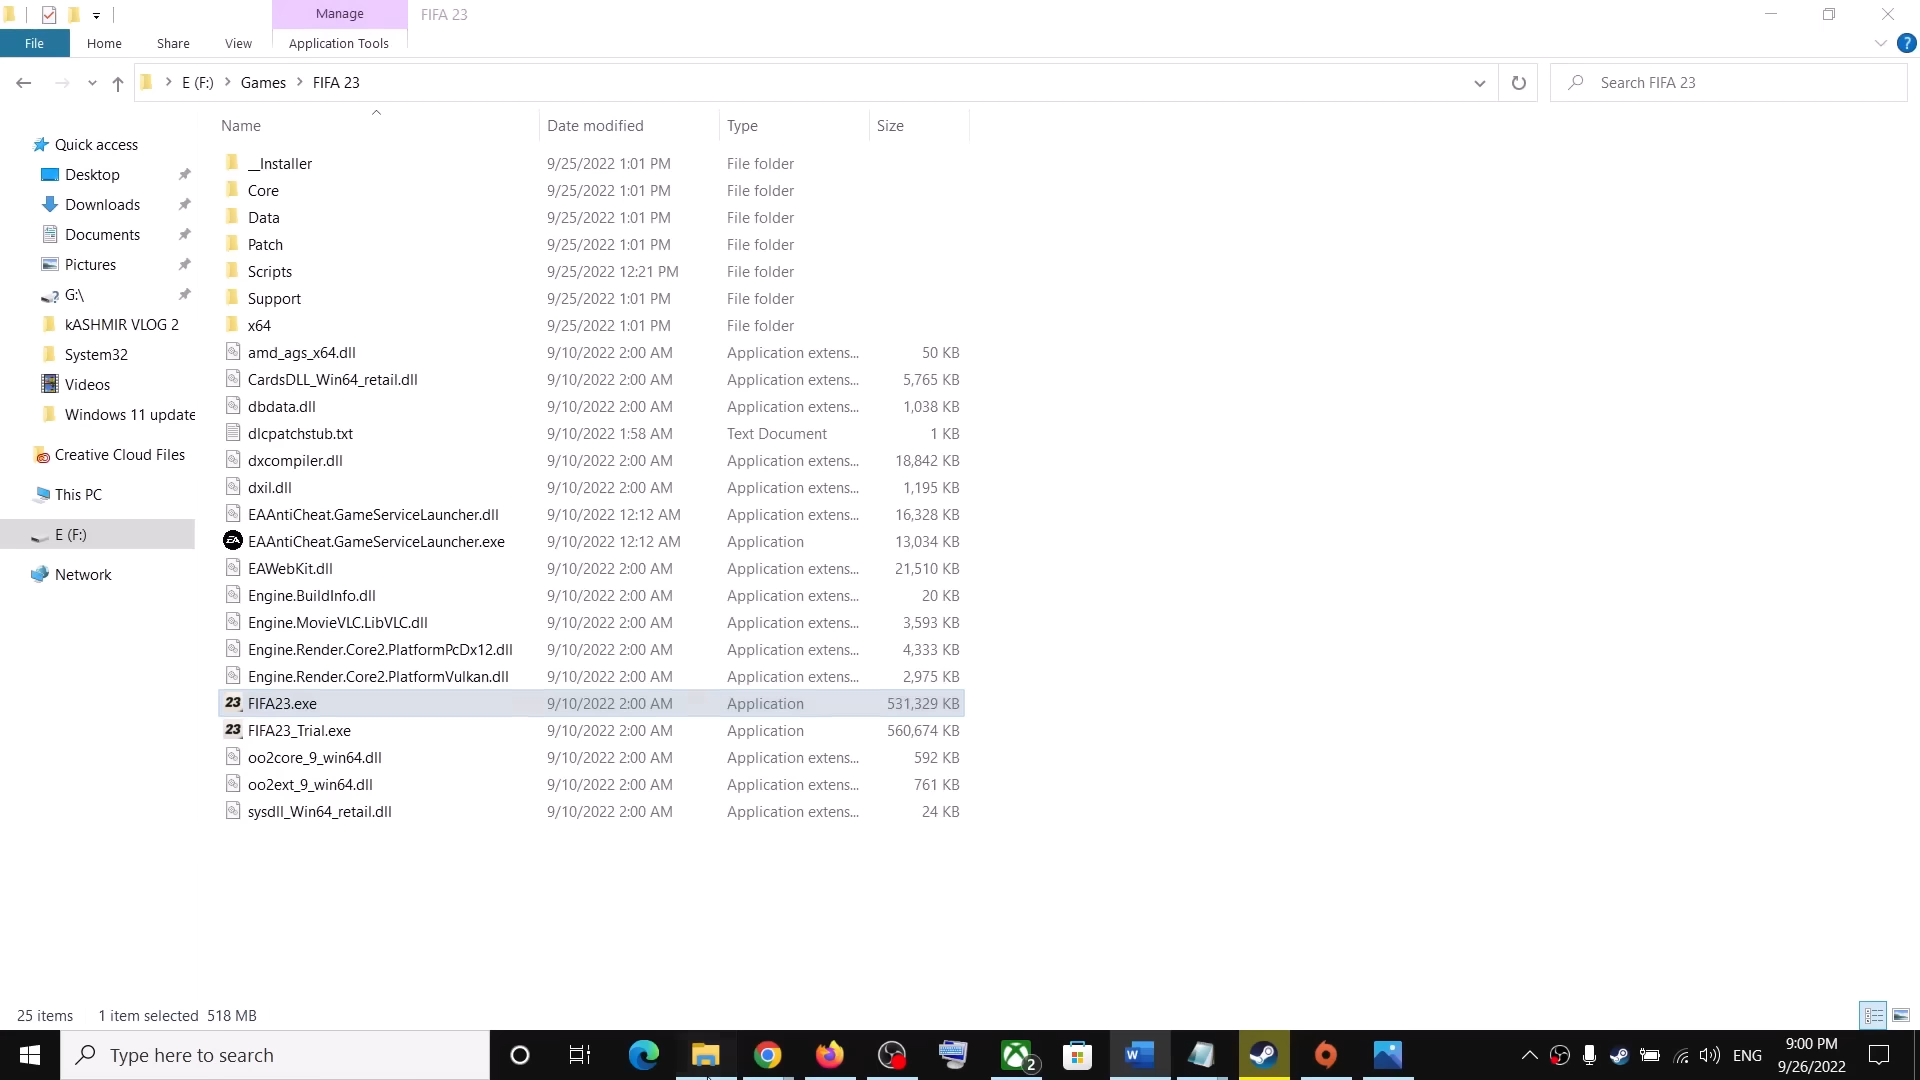 Manage
FIFA 23
File
Home
Share
View
Application Tools
?
E (F:)
Games
FIFA 23
Search FIFA 23
Name
Date modified
Type
Size
Quick access
Desktop
Downloads
Documents
Pictures
G:\
kASHMIR VLOG 2
System32
Videos
Windows 11 update
Creative Cloud Files
This PC
E (F:)
Network
__Installer 9/25/2022 1:01 PM File folder
Core 9/25/2022 1:01 PM File folder
Data 9/25/2022 1:01 PM File folder
Patch 9/25/2022 1:01 PM File folder
Scripts 9/25/2022 12:21 PM File folder
Support 9/25/2022 1:01 PM File folder
x64 9/25/2022 1:01 PM File folder
amd_ags_x64.dll 9/10/2022 2:00 AM Application extens... 50 KB
CardsDLL_Win64_retail.dll 9/10/2022 2:00 AM Application extens... 5,765 KB
dbdata.dll 9/10/2022 2:00 AM Application extens... 1,038 KB
dlcpatchstub.txt 9/10/2022 1:58 AM Text Document 1 KB
dxcompiler.dll 9/10/2022 2:00 AM Application extens... 18,842 KB
dxil.dll 9/10/2022 2:00 AM Application extens... 1,195 KB
EAAntiCheat.GameServiceLauncher.dll 9/10/2022 12:12 AM Application extens... 16,328 KB
EA EAAntiCheat.GameServiceLauncher.exe 9/10/2022 12:12 AM Application 13,034 KB
EAWebKit.dll 9/10/2022 2:00 AM Application extens... 21,510 KB
Engine.BuildInfo.dll 9/10/2022 2:00 AM Application extens... 20 KB
Engine.MovieVLC.LibVLC.dll 9/10/2022 2:00 AM Application extens... 3,593 KB
Engine.Render.Core2.PlatformPcDx12.dll 9/10/2022 2:00 AM Application extens... 4,333 KB
Engine.Render.Core2.PlatformVulkan.dll 9/10/2022 2:00 AM Application extens... 2,975 KB
23 FIFA23.exe 9/10/2022 2:00 AM Application 531,329 KB
23 FIFA23_Trial.exe 9/10/2022 2:00 AM Application 560,674 KB
oo2core_9_win64.dll 9/10/2022 2:00 AM Application extens... 592 KB
oo2ext_9_win64.dll 9/10/2022 2:00 AM Application extens... 761 KB
sysdll_Win64_retail.dll 9/10/2022 2:00 AM Application extens... 24 KB
25 items 1 item selected 518 MB
Type here to search
2
W
ENG
9:00 PM
9/26/2022